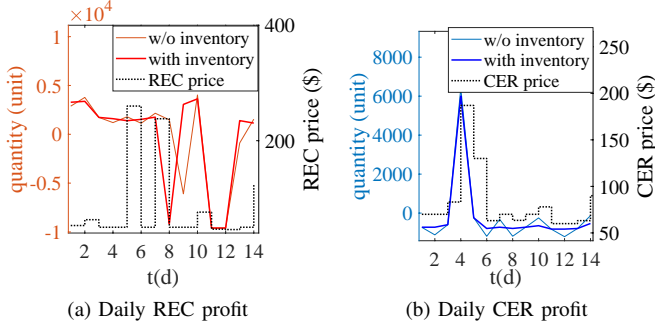 1 ×10⁴
0.5
0
-0.5
-1
quantity (unit)
w/o inventory
with inventory
REC price
400
200
REC price ($)
2 4 6 8 10 12 14
t(d)
(a) Daily REC profit
8000
6000
4000
2000
0
quantity (unit)
w/o inventory
with inventory
CER price
250
200
150
100
50
CER price ($)
2 4 6 8 10 12 14
t(d)
(b) Daily CER profit